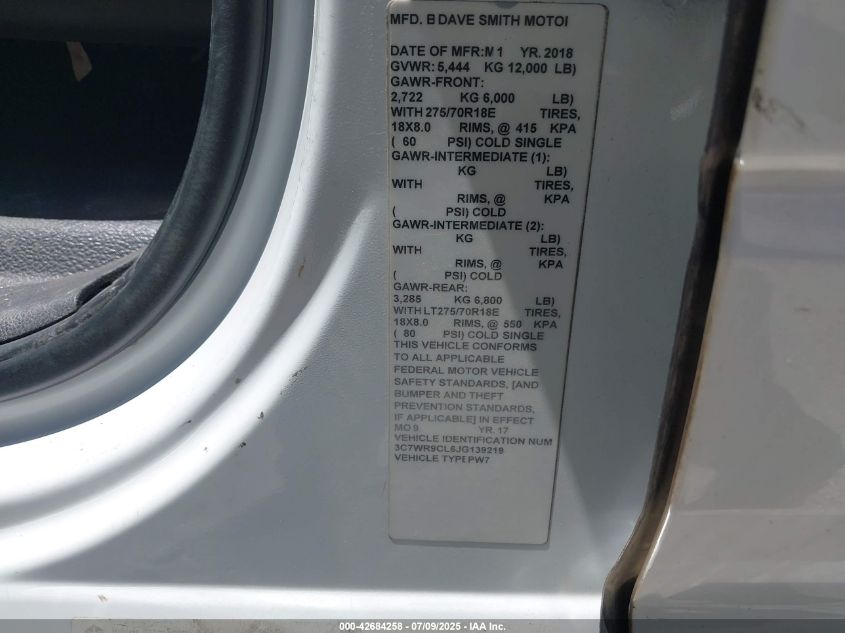 MFD. B DAVE SMITH MOTOI
DATE OF MFR:M 1 YR. 2018
GVWR: 5,444 KG 12,000 LB)
GAWR-FRONT:
2,722 KG 6,000 LB)
WITH 275/70R18E TIRES,
18X8.0 RIMS, @ 415 KPA
( 60 PSI) COLD SINGLE
GAWR-INTERMEDIATE (1):
KG LB)
WITH TIRES,
RIMS, @ KPA
( PSI) COLD
GAWR-INTERMEDIATE (2):
KG LB)
WITH TIRES,
RIMS, @ KPA
( PSI) COLD
GAWR-REAR:
3,285 KG 6,800 LB)
WITH LT275/70R18E TIRES,
18X8.0 RIMS, @ 550 KPA
( 80 PSI) COLD SINGLE
THIS VEHICLE CONFORMS
TO ALL APPLICABLE
FEDERAL MOTOR VEHICLE
SAFETY STANDARDS, [AND
BUMPER AND THEFT
PREVENTION STANDARDS,
IF APPLICABLE] IN EFFECT
MO 9 YR. 17
VEHICLE IDENTIFICATION NUM
3C7WR9CL6JG139219
VEHICLE TYPE PW7
000-42684258 - 07/09/2025 - IAA Inc.